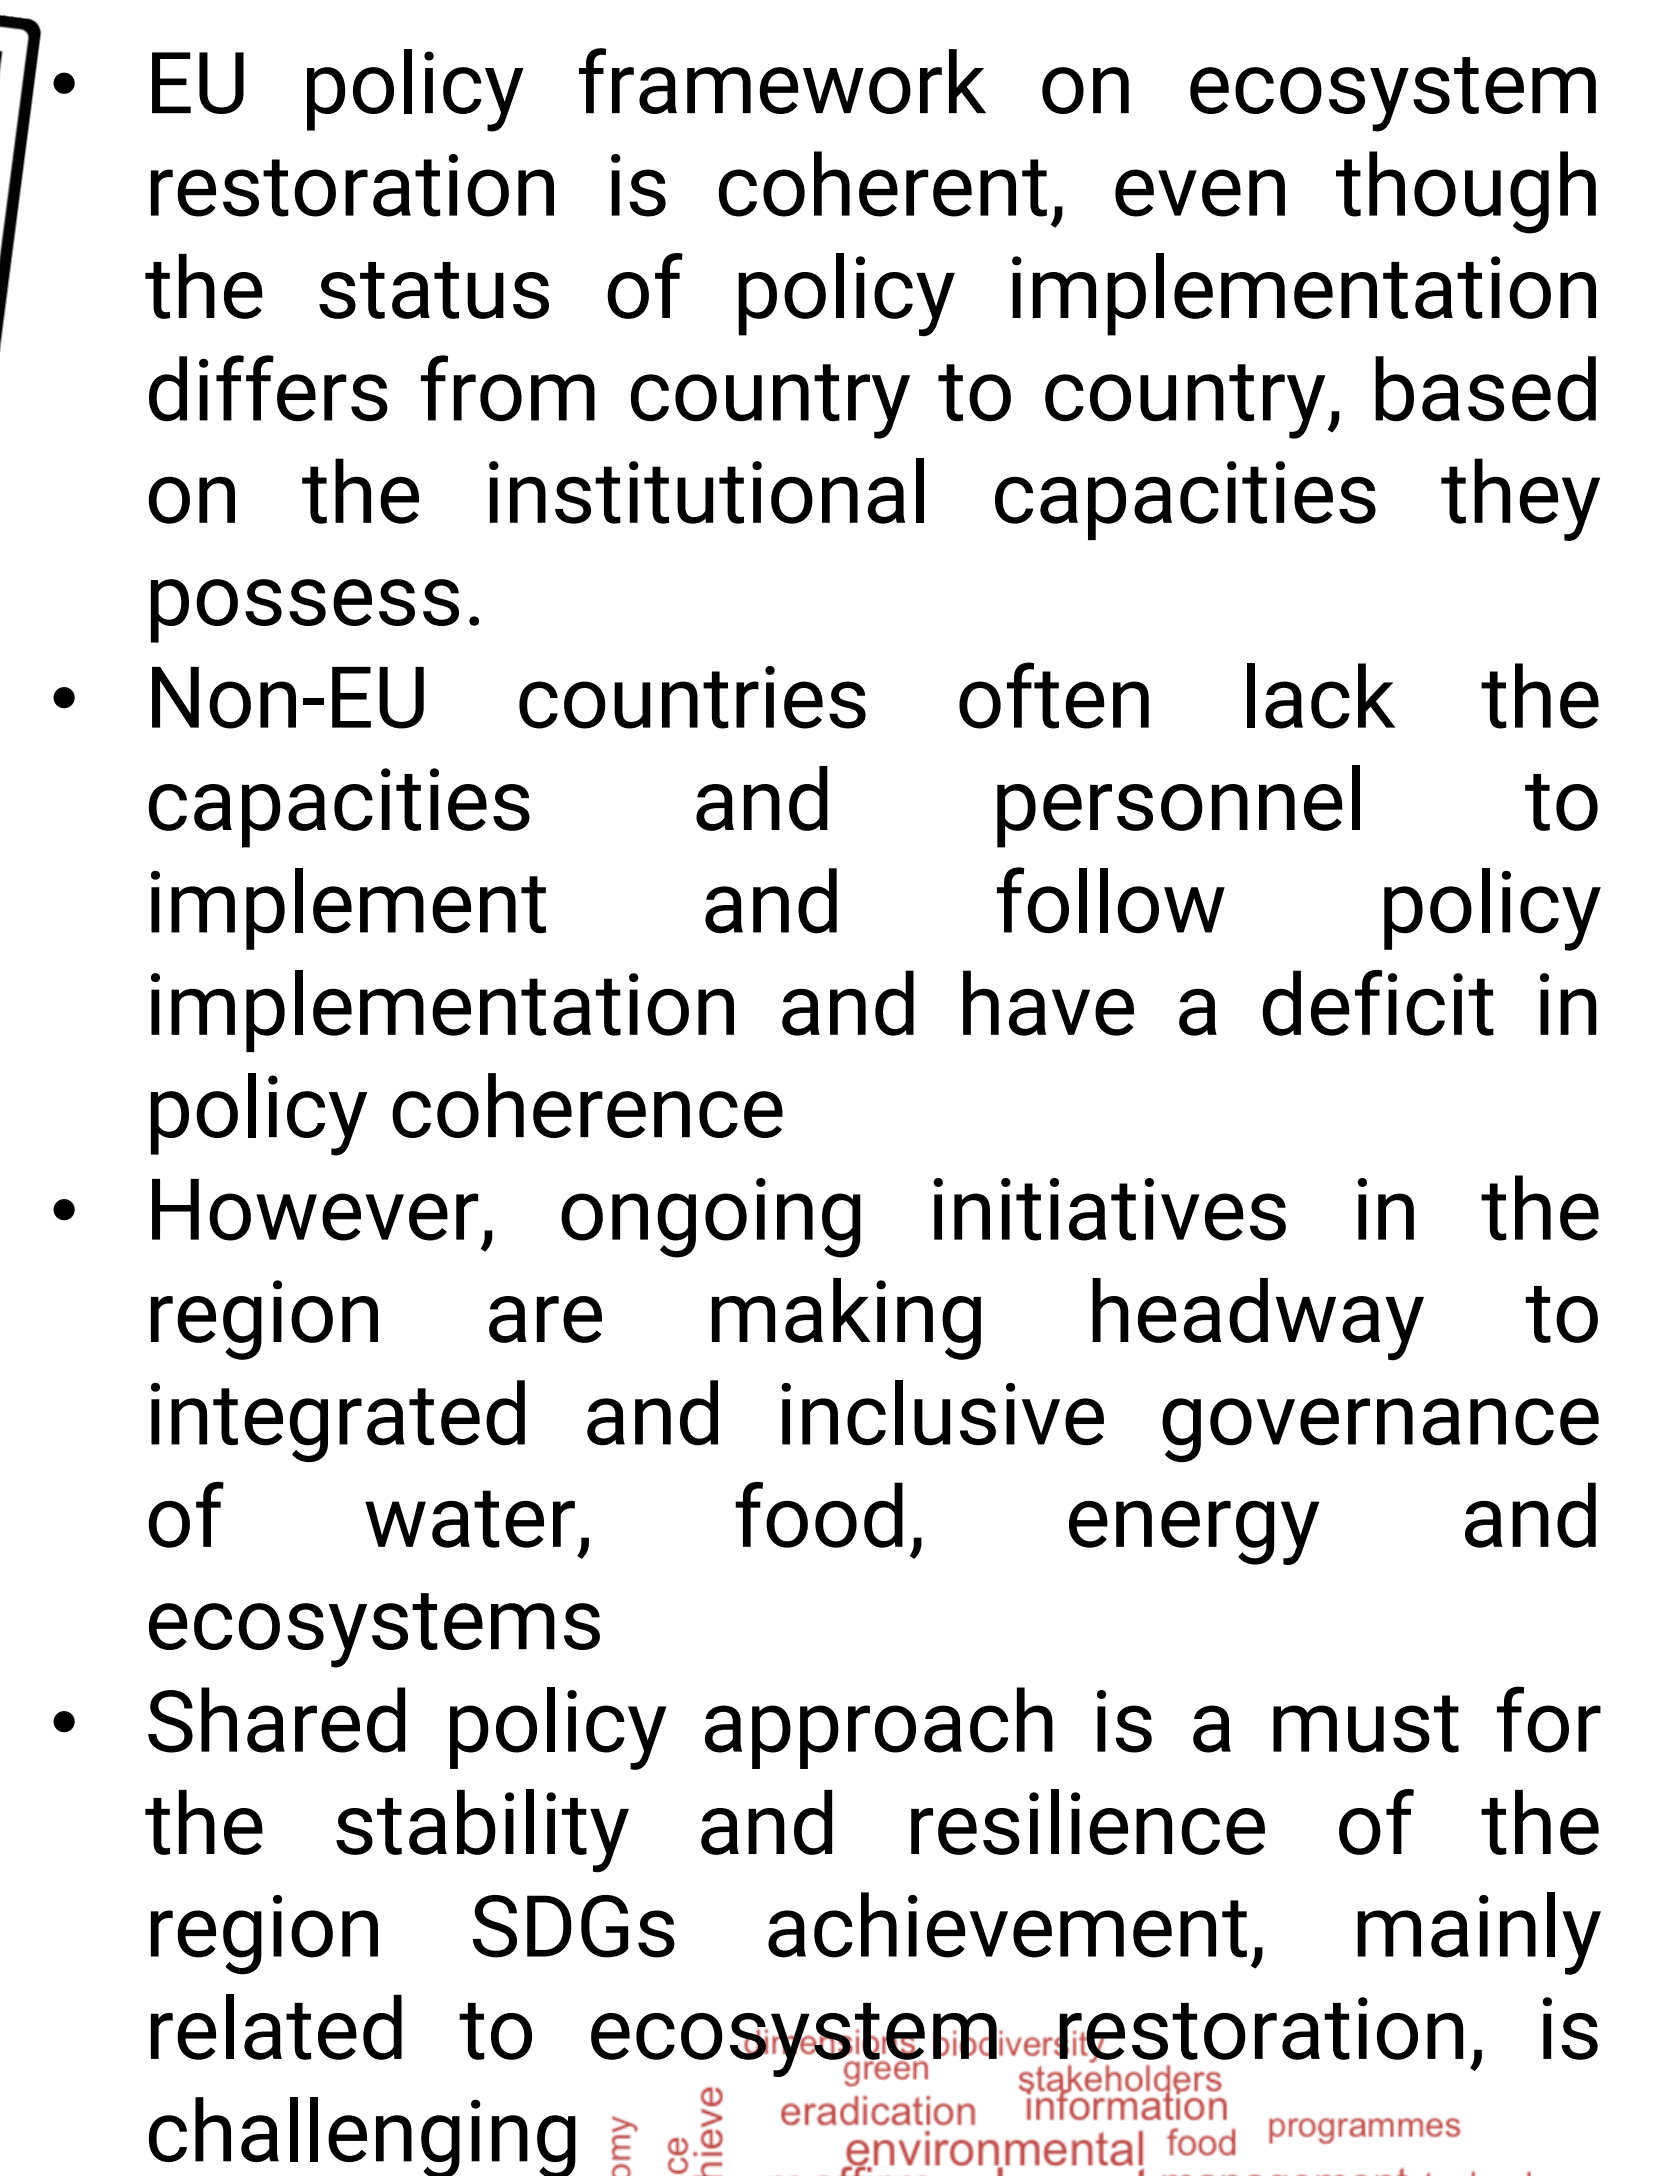 • EU policy framework on ecosystem
restoration is coherent, even though
the status of policy implementation
differs from country to country, based
on the institutional capacities they
possess.
• Non-EU countries often lack the
capacities and personnel to
implement and follow policy
implementation and have a deficit in
policy coherence
• However, ongoing initiatives in the
region are making headway to
integrated and inclusive governance
of water, food, energy and
ecosystems
• Shared policy approach is a must for
the stability and resilience of the
region SDGs achievement, mainly
related to ecosystem restoration, is
challenging
dimensions biodiversity
green stakeholders
eradication information programmes
environmental food
management